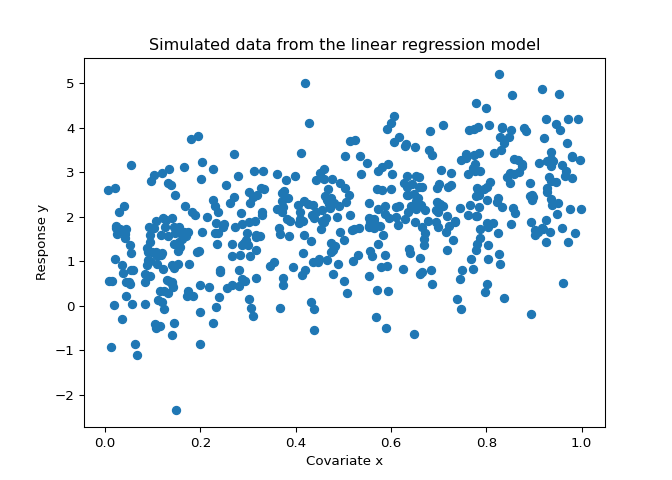 Simulated data from the linear regression model
Response y
5
4
3
2
1
0
−1
−2
0.0 0.2 0.4 0.6 0.8 1.0
Covariate x